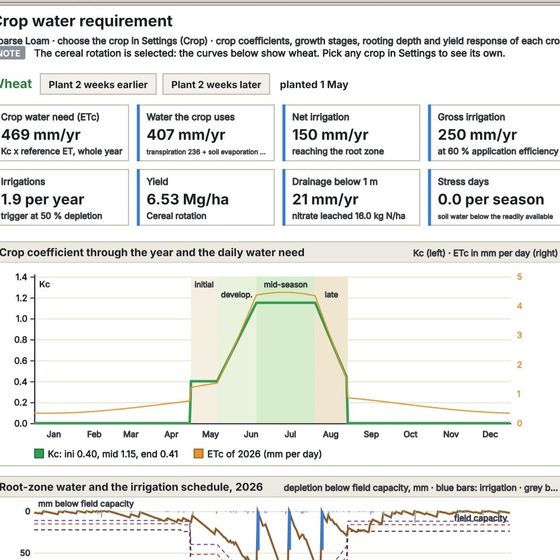 Crop water requirement
Loam · choose the crop in Settings (Crop) · crop coefficients, growth stages, rooting depth and yield response of each
NOTE The cereal rotation is selected: the curves below show wheat. Pick any crop in Settings to see its own.
Wheat Plant 2 weeks earlier Plant 2 weeks later planted 1 May
Crop water need (ETc)
469 mm/yr
Kc x reference ET, whole year
Water the crop uses
407 mm/yr
transpiration 236 + soil evaporation ...
Net irrigation
150 mm/yr
reaching the root zone
Gross irrigation
250 mm/yr
at 60 % application efficiency
Irrigations
1.9 per year
trigger at 50 % depletion
Yield
6.53 Mg/ha
Cereal rotation
Drainage below 1 m
21 mm/yr
nitrate leached 16.0 kg N/ha
Stress days
0.0 per season
soil water below the readily available
Crop coefficient through the year and the daily water need Kc (left) · ETc in mm per day (right)
1.4 Kc initial mid-season 5
develop. late
1.2
4
1.0
0.8 3
0.6
2
0.4
1
0.2
0.0 0
Jan Feb Mar Apr May Jun Jul Aug Sep Oct Nov Dec
Kc: ini 0.40, mid 1.15, end 0.41 ETc of 2026 (mm per day)
Root-zone water and the irrigation schedule, 2026 depletion below field capacity, mm · blue bars: irrigation · grey b...
mm below field capacity
0 field capacity
50